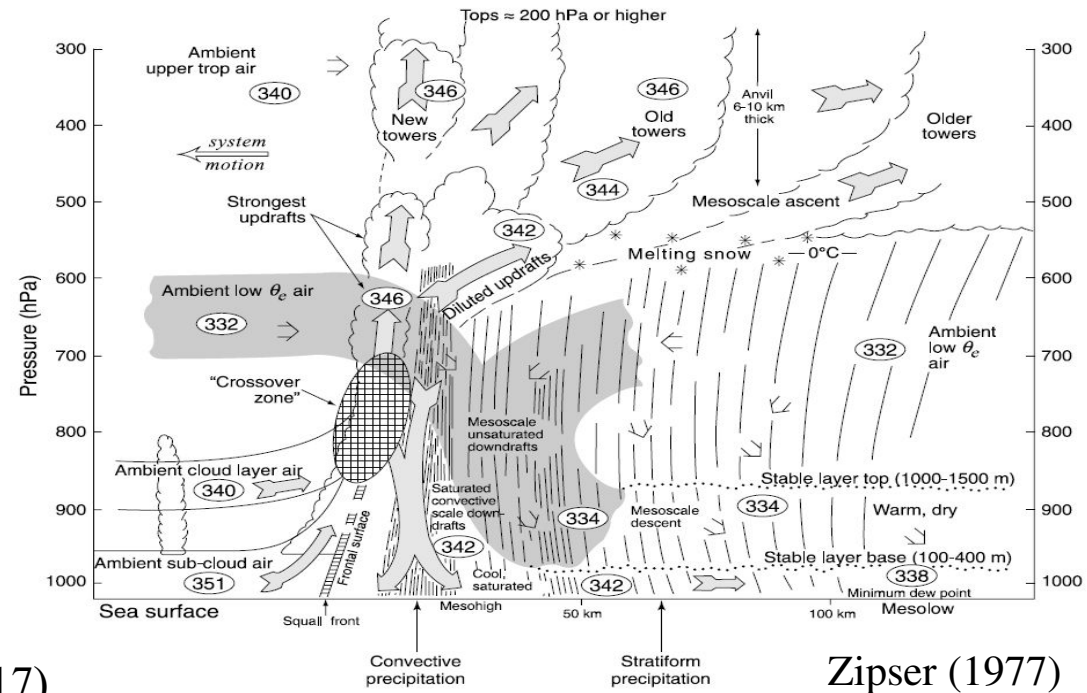 Tops ≈ 200 hPa or higher
300
400
500
600
700
800
900
1000
Pressure (hPa)
Ambient
upper trop air
340
system
motion
346
New
towers
346
Old
towers
Anvil
6-10 km
thick
Older
towers
300
400
500
600
700
800
900
1000
Strongest
updrafts
344
342
Mesoscale ascent
Melting snow
0°C
Diluted updrafts
Ambient low θe air
332
346
Ambient
low θe
air
332
"Crossover
zone"
Mesoscale
unsaturated
downdrafts
Ambient cloud layer air
340
Saturated
convective
scale down-
drafts
342
334
Mesoscale
descent
Stable layer top (1000-1500 m)
334
Warm, dry
Frontal surface
Ambient sub-cloud air
351
Cool,
saturated
Stable layer base (100-400 m)
342
338
Minimum dew point
Sea surface
Mesohigh
50 km
100 km
Mesolow
Squall front
Convective
precipitation
Stratiform
precipitation
17)
Zipser (1977)